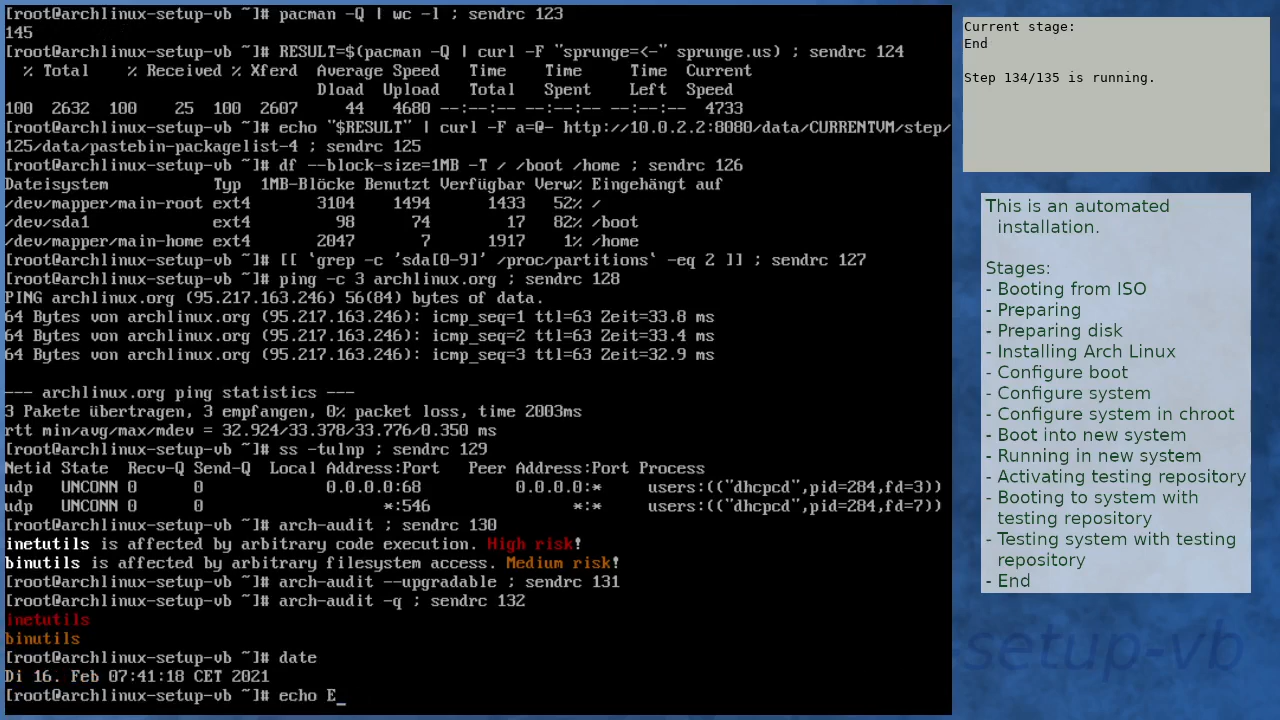 [root@archlinux-setup-vb ~]# pacman -Q | wc -l ; sendrc 123
145
[root@archlinux-setup-vb ~]# RESULT=$(pacman -Q | curl -F "sprunge=<-" sprunge.us) ; sendrc 124
  % Total    % Received % Xferd  Average Speed   Time    Time     Time  Current
                                 Dload  Upload   Total   Spent    Left  Speed
100  2632  100    25  100  2607     44   4680 --:--:-- --:--:-- --:--:--  4733
[root@archlinux-setup-vb ~]# echo "$RESULT" | curl -F a=@- http://10.0.2.2:8080/data/CURRENTVM/step/
125/data/pastebin-packagelist-4 ; sendrc 125
[root@archlinux-setup-vb ~]# df --block-size=1MB -T / /boot /home ; sendrc 126
Dateisystem           Typ  1MB-Blöcke Benutzt Verfügbar Verw% Eingehängt auf
/dev/mapper/main-root ext4       3104    1494      1433   52% /
/dev/sda1             ext4         98      74        17   82% /boot
/dev/mapper/main-home ext4       2047       7      1917    1% /home
[root@archlinux-setup-vb ~]# [[ `grep -c 'sda[0-9]' /proc/partitions` -eq 2 ]] ; sendrc 127
[root@archlinux-setup-vb ~]# ping -c 3 archlinux.org ; sendrc 128
PING archlinux.org (95.217.163.246) 56(84) bytes of data.
64 Bytes von archlinux.org (95.217.163.246): icmp_seq=1 ttl=63 Zeit=33.8 ms
64 Bytes von archlinux.org (95.217.163.246): icmp_seq=2 ttl=63 Zeit=33.4 ms
64 Bytes von archlinux.org (95.217.163.246): icmp_seq=3 ttl=63 Zeit=32.9 ms
--- archlinux.org ping statistics ---
3 Pakete übertragen, 3 empfangen, 0% packet loss, time 2003ms
rtt min/avg/max/mdev = 32.924/33.378/33.776/0.350 ms
[root@archlinux-setup-vb ~]# ss -tulnp ; sendrc 129
Netid State  Recv-Q Send-Q  Local Address:Port   Peer Address:Port Process
udp   UNCONN 0      0             0.0.0.0:68          0.0.0.0:*     users:(("dhcpcd",pid=284,fd=3))
udp   UNCONN 0      0                   *:546               *:*     users:(("dhcpcd",pid=284,fd=7))
[root@archlinux-setup-vb ~]# arch-audit ; sendrc 130
inetutils is affected by arbitrary code execution. High risk!
binutils is affected by arbitrary filesystem access. Medium risk!
[root@archlinux-setup-vb ~]# arch-audit --upgradable ; sendrc 131
[root@archlinux-setup-vb ~]# arch-audit -q ; sendrc 132
inetutils
binutils
[root@archlinux-setup-vb ~]# date
Di 16. Feb 07:41:18 CET 2021
[root@archlinux-setup-vb ~]# echo E_
Current stage:
End
Step 134/135 is running.
This is an automated
installation.
Stages:
- Booting from ISO
- Preparing
- Preparing disk
- Installing Arch Linux
- Configure boot
- Configure system
- Configure system in chroot
- Boot into new system
- Running in new system
- Activating testing repository
- Booting to system with
testing repository
- Testing system with testing
repository
- End
setup-vb